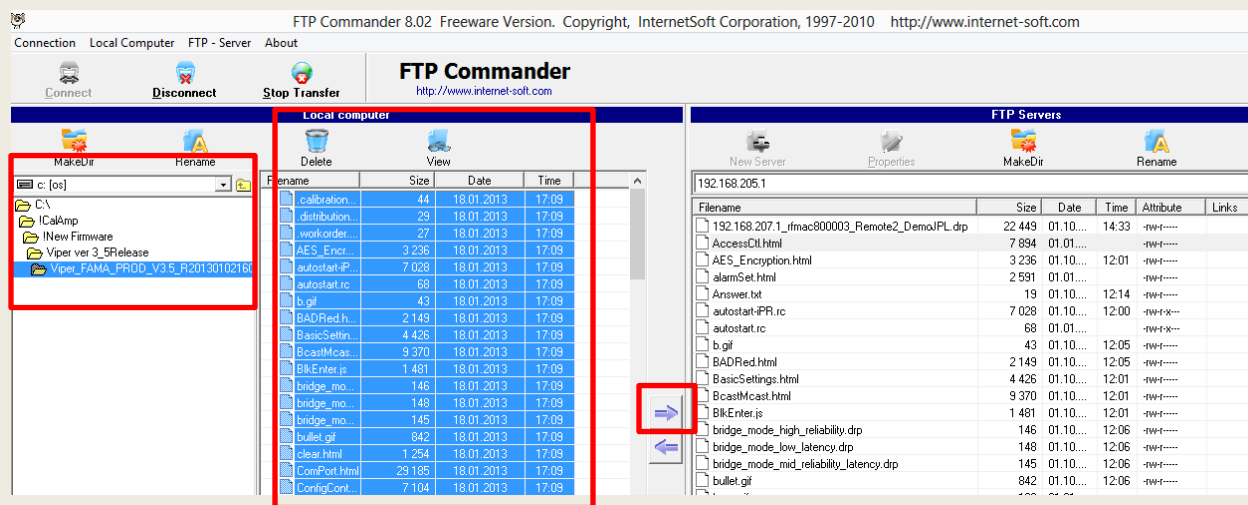 FTP Commander 8.02 Freeware Version. Copyright, InternetSoft Corporation, 1997-2010 http://www.internet-soft.com
Connection Local Computer FTP - Server About
Connect Disconnect Stop Transfer
FTP Commander
http://www.internet-soft.com
Local computer
MakeDir Rename Delete View
c: [os]
C:\
!CalAmp
!New Firmware
Viper ver 3_5Release
Viper_FAMA_PROD_V3.5_R20130102160
Filename Size Date Time
.calibration... 44 18.01.2013 17:09
.distribution... 29 18.01.2013 17:09
.workorder.... 27 18.01.2013 17:09
AES_Encr... 3 236 18.01.2013 17:09
autostart-iP... 7 028 18.01.2013 17:09
autostart.rc 68 18.01.2013 17:09
b.gif 43 18.01.2013 17:09
BADRed.h... 2 149 18.01.2013 17:09
BasicSettin... 4 426 18.01.2013 17:09
BcastMcas... 9 370 18.01.2013 17:09
BlkEnter.js 1 481 18.01.2013 17:09
bridge_mo... 146 18.01.2013 17:09
bridge_mo... 148 18.01.2013 17:09
bridge_mo... 145 18.01.2013 17:09
bullet.gif 842 18.01.2013 17:09
clear.html 1 254 18.01.2013 17:09
ComPort.html 29 185 18.01.2013 17:09
ConfigCont... 7 104 18.01.2013 17:09
FTP Servers
New Server Properties MakeDir Rename
192.168.205.1
Filename Size Date Time Attribute Links
192.168.207.1_rfmac800003_Remote2_DemoJPL.drp 22 449 01.10.... 14:33 -rw-r-----
AccessCtl.html 7 894 01.01.... -rw-r-----
AES_Encryption.html 3 236 01.10.... 12:01 -rw-r-----
alarmSet.html 2 591 01.01.... -rw-r-----
Answer.txt 19 01.10.... 12:14 -rw-r-----
autostart-iPR.rc 7 028 01.10.... 12:00 -rw-r-x---
autostart.rc 68 01.01.... -rw-r-x---
b.gif 43 01.10.... 12:05 -rw-r-----
BADRed.html 2 149 01.10.... 12:05 -rw-r-----
BasicSettings.html 4 426 01.10.... 12:01 -rw-r-----
BcastMcast.html 9 370 01.10.... 12:01 -rw-r-----
BlkEnter.js 1 481 01.10.... 12:01 -rw-r-----
bridge_mode_high_reliability.drp 146 01.10.... 12:06 -rw-r-----
bridge_mode_low_latency.drp 148 01.10.... 12:06 -rw-r-----
bridge_mode_mid_reliability_latency.drp 145 01.10.... 12:06 -rw-r-----
bullet.gif 842 01.10.... 12:06 -rw-r-----